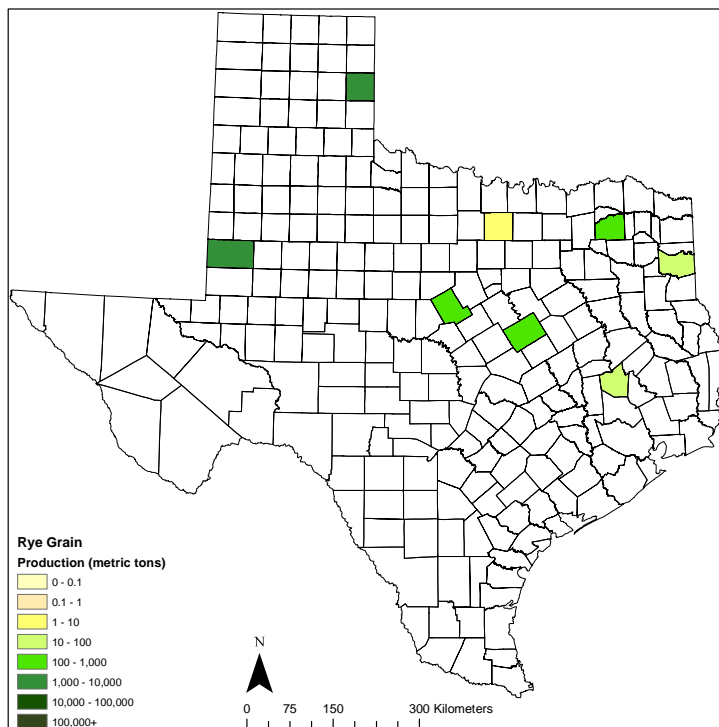 Rye Grain
Production (metric tons)
0 - 0.1
0.1 - 1
1 - 10
10 - 100
100 - 1,000
1,000 - 10,000
10,000 - 100,000
100,000+
N
0 75 150 300 Kilometers